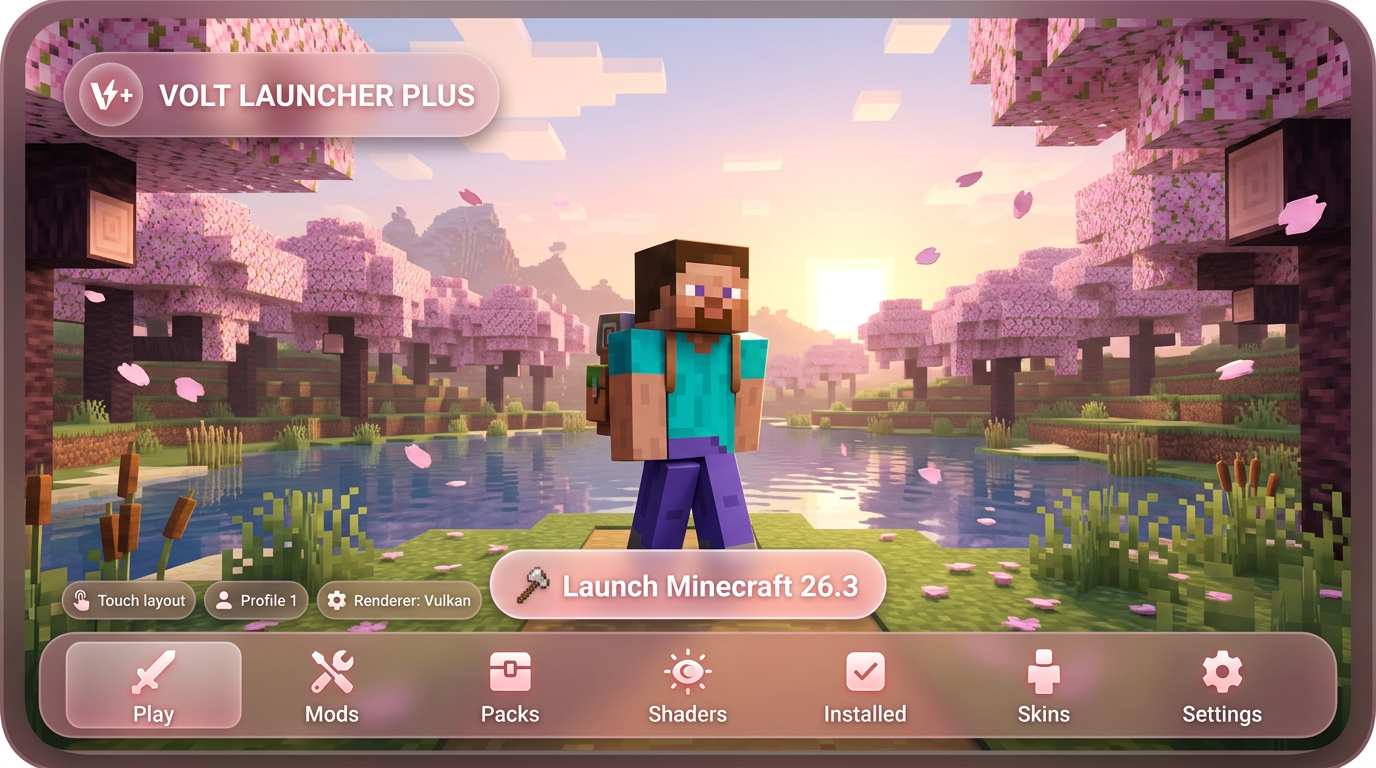 V+
VOLT LAUNCHER PLUS
Launch Minecraft 26.3
Touch layout
Profile 1
Renderer: Vulkan
Play
Mods
Packs
Shaders
Installed
Skins
Settings